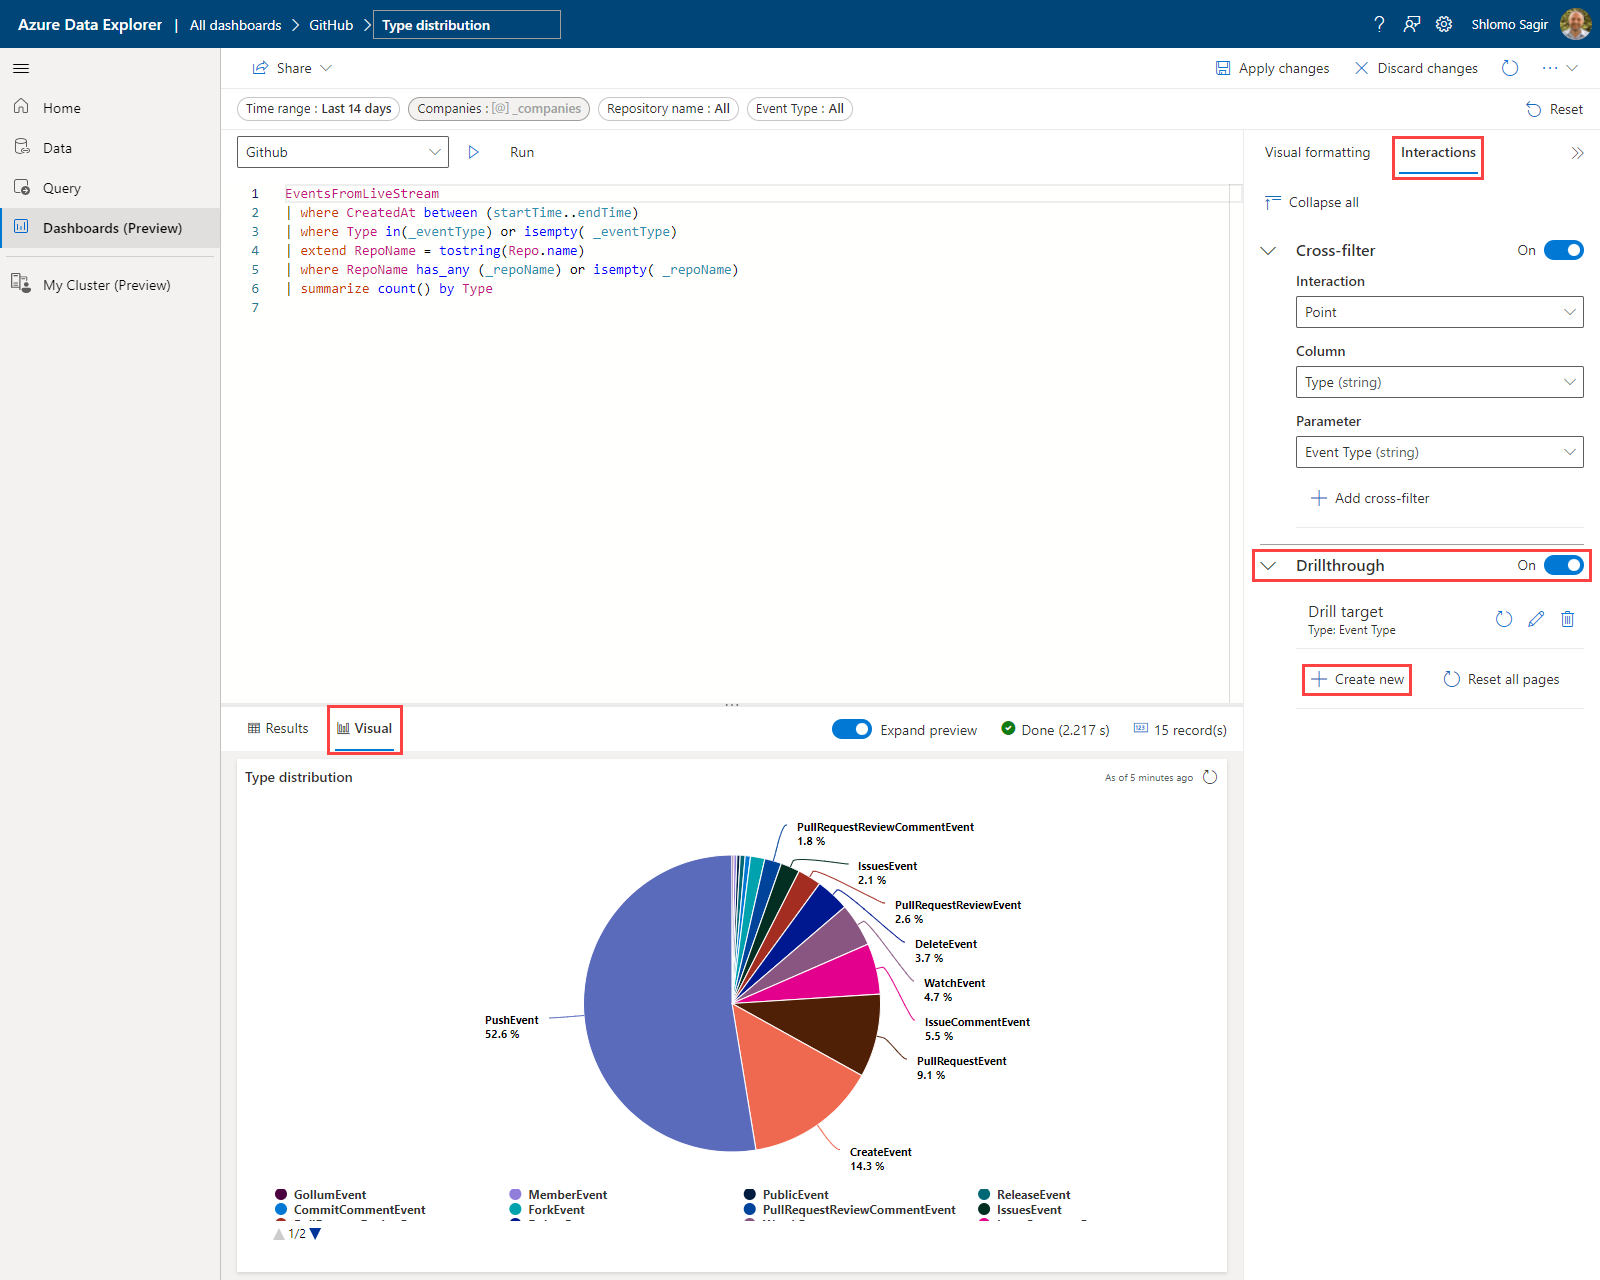 Azure Data Explorer | All dashboards > GitHub > Type distribution
? Shlomo Sagir
Share
Apply changes Discard changes ...
Home
Data
Query
Dashboards (Preview)
My Cluster (Preview)
Time range : Last 14 days Companies : [@] _companies Repository name : All Event Type : All
Reset
Github Run
1 EventsFromLiveStream
2 | where CreatedAt between (startTime..endTime)
3 | where Type in(_eventType) or isempty( _eventType)
4 | extend RepoName = tostring(Repo.name)
5 | where RepoName has_any (_repoName) or isempty( _repoName)
6 | summarize count() by Type
7
Visual formatting Interactions
Collapse all
Cross-filter On
Interaction
Point
Column
Type (string)
Parameter
Event Type (string)
+ Add cross-filter
Drillthrough On
Drill target
Type: Event Type
+ Create new Reset all pages
Results Visual Expand preview Done (2.217 s) 15 record(s)
Type distribution As of 5 minutes ago
PullRequestReviewCommentEvent
1.8 %
IssuesEvent
2.1 %
PullRequestReviewEvent
2.6 %
DeleteEvent
3.7 %
WatchEvent
4.7 %
IssueCommentEvent
5.5 %
PullRequestEvent
9.1 %
CreateEvent
14.3 %
PushEvent
52.6 %
GollumEvent MemberEvent PublicEvent ReleaseEvent
CommitCommentEvent ForkEvent PullRequestReviewCommentEvent IssuesEvent
1/2